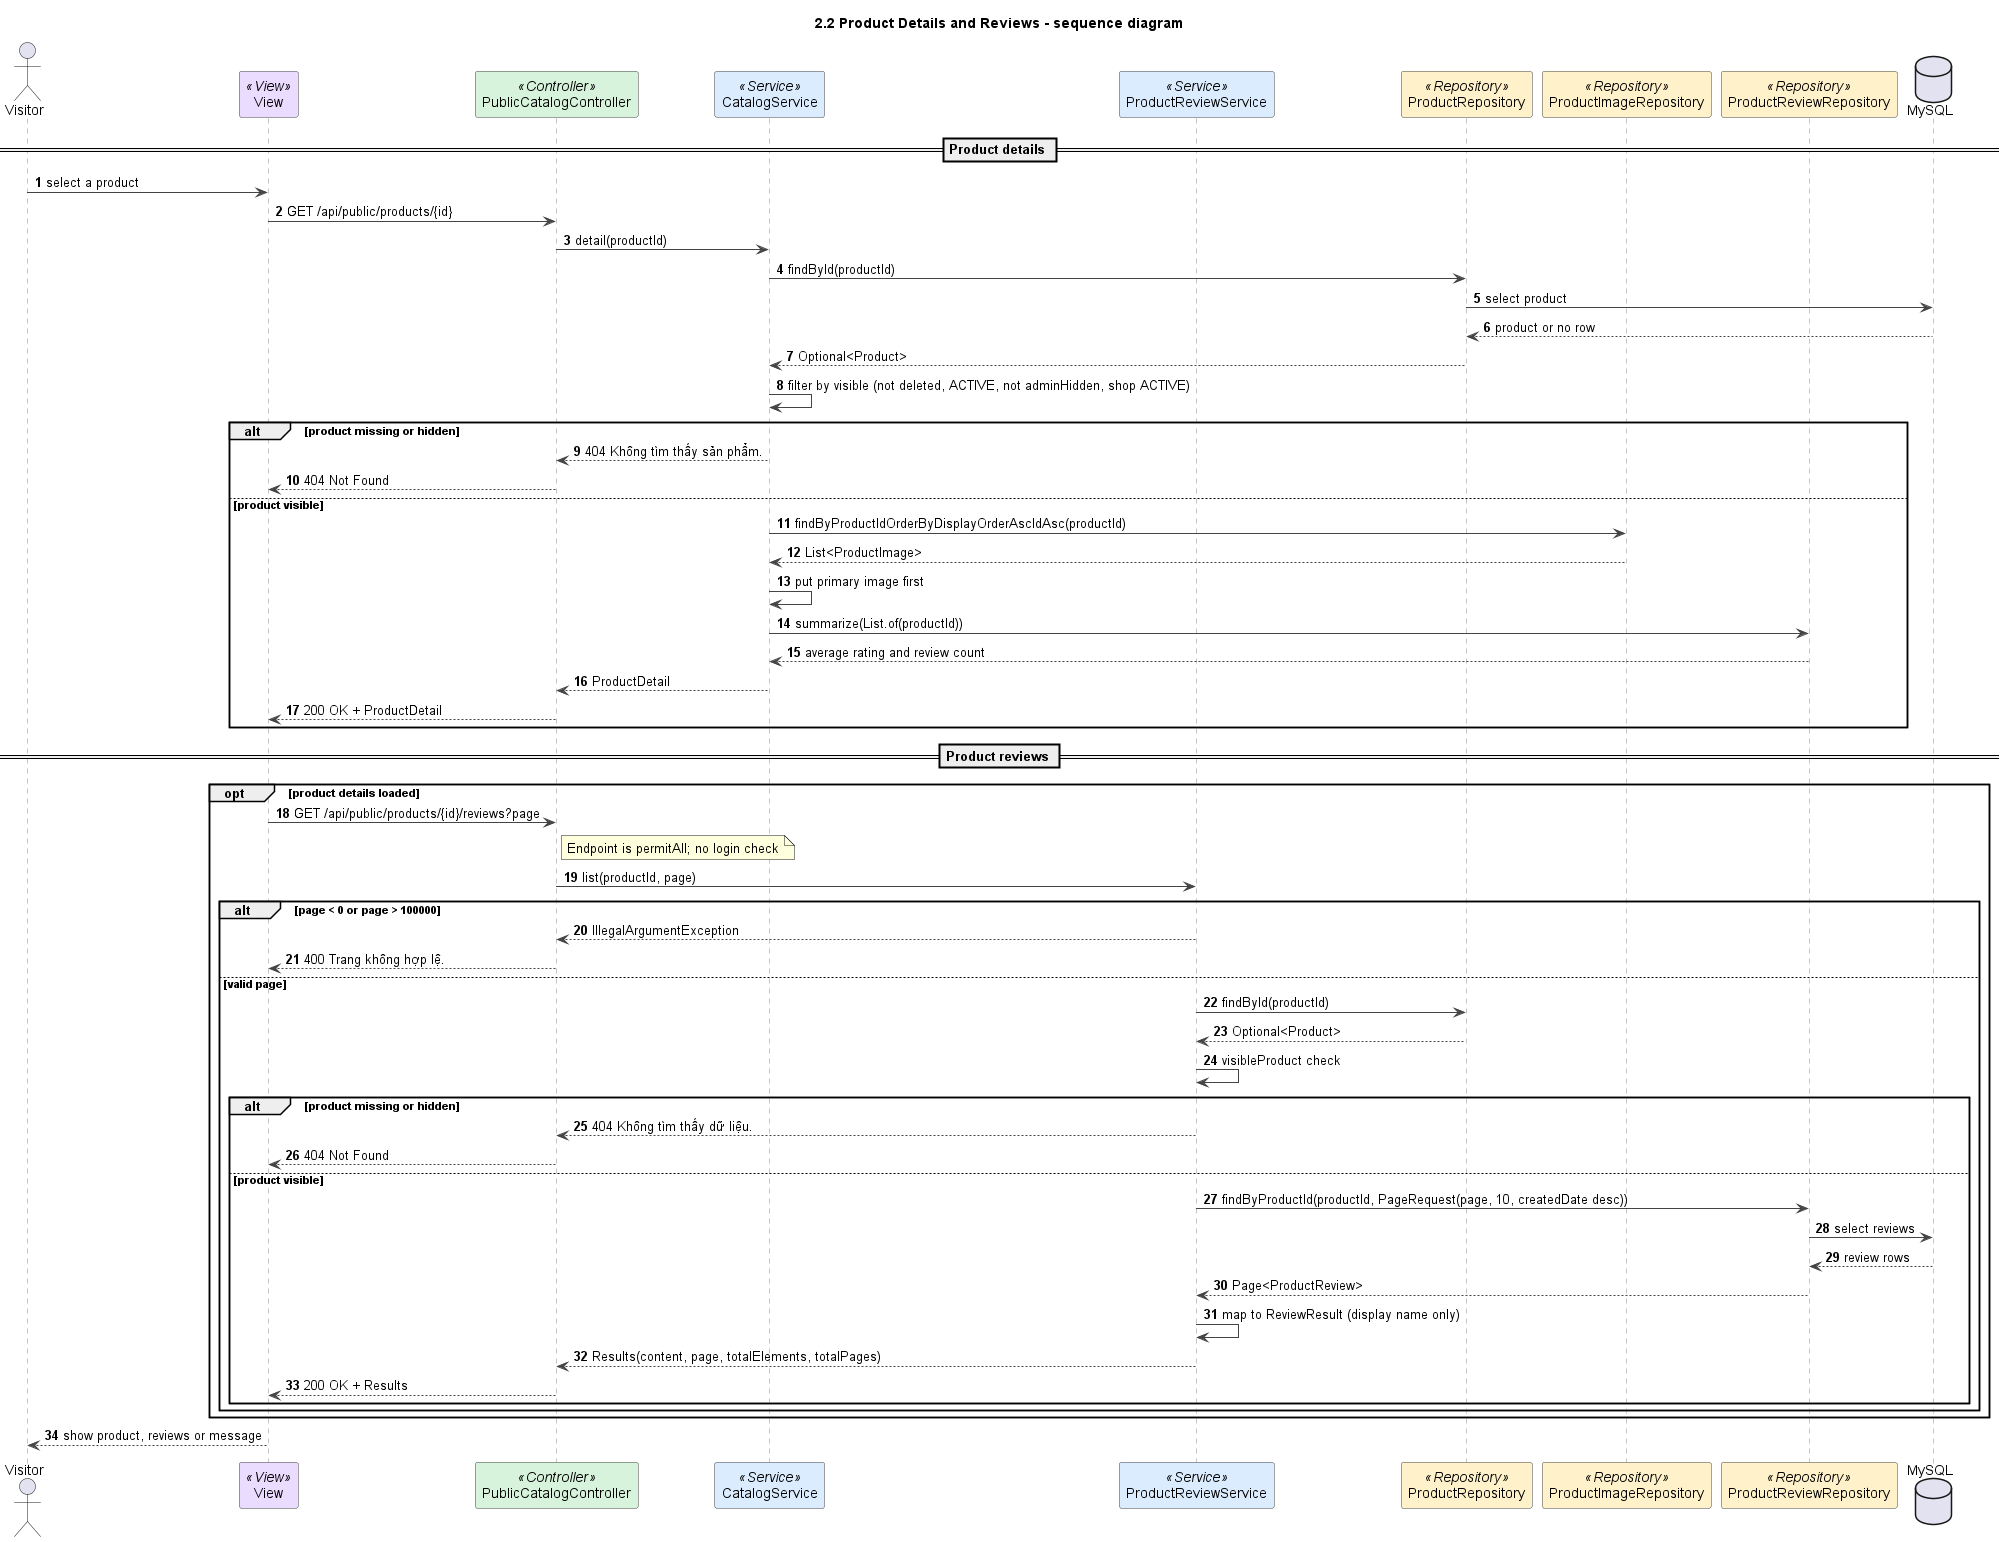 2.2 Product Details and Reviews - sequence diagram
Visitor
«View»
View
«Controller»
PublicCatalogController
«Service»
CatalogService
«Service»
ProductReviewService
«Repository»
ProductRepository
«Repository»
ProductImageRepository
«Repository»
ProductReviewRepository
MySQL
Product details
1 select a product
2 GET /api/public/products/{id}
3 detail(productId)
4 findById(productId)
5 select product
6 product or no row
7 Optional<Product>
8 filter by visible (not deleted, ACTIVE, not adminHidden, shop ACTIVE)
alt [product missing or hidden]
9 404 Không tìm thấy sản phẩm.
10 404 Not Found
[product visible]
11 findByProductIdOrderByDisplayOrderAscIdAsc(productId)
12 List<ProductImage>
13 put primary image first
14 summarize(List.of(productId))
15 average rating and review count
16 ProductDetail
17 200 OK + ProductDetail
Product reviews
opt [product details loaded]
18 GET /api/public/products/{id}/reviews?page
Endpoint is permitAll; no login check
19 list(productId, page)
alt [page < 0 or page > 100000]
20 IllegalArgumentException
21 400 Trang không hợp lệ.
[valid page]
22 findById(productId)
23 Optional<Product>
24 visibleProduct check
alt [product missing or hidden]
25 404 Không tìm thấy dữ liệu.
26 404 Not Found
[product visible]
27 findByProductId(productId, PageRequest(page, 10, createdDate desc))
28 select reviews
29 review rows
30 Page<ProductReview>
31 map to ReviewResult (display name only)
32 Results(content, page, totalElements, totalPages)
33 200 OK + Results
34 show product, reviews or message
Visitor
«View»
View
«Controller»
PublicCatalogController
«Service»
CatalogService
«Service»
ProductReviewService
«Repository»
ProductRepository
«Repository»
ProductImageRepository
«Repository»
ProductReviewRepository
MySQL